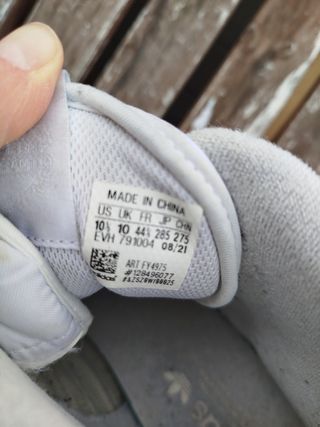 MADE IN CHINA
US UK FR JP CHN
10½ 10 44⅔ 285 275
EVH 791004 08/21
ART FY4975
#128496077